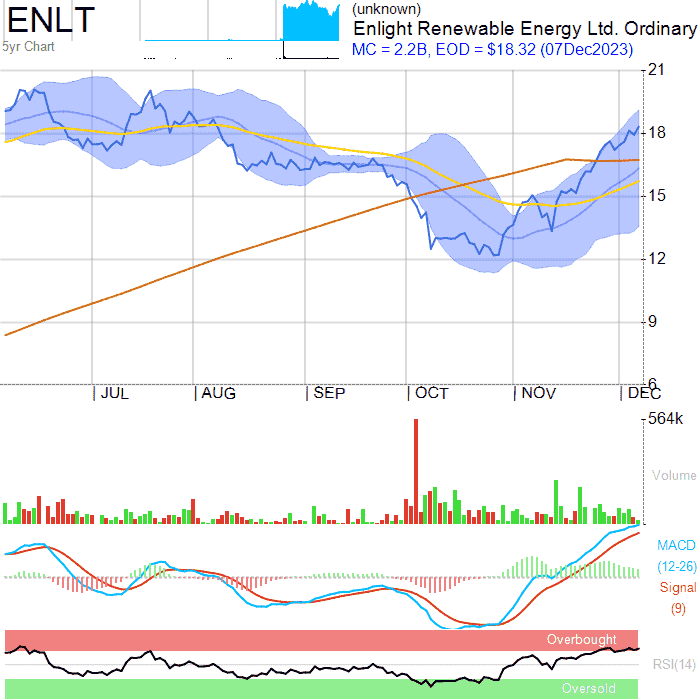 ENLT
5yr Chart
(unknown)
Enlight Renewable Energy Ltd. Ordinary
MC = 2.2B, EOD = $18.32 (07Dec2023)
21
18
15
12
9
6
JUL AUG SEP OCT NOV DEC
564k
Volume
MACD
(12-26)
Signal
(9)
Overbought
RSI(14)
Oversold